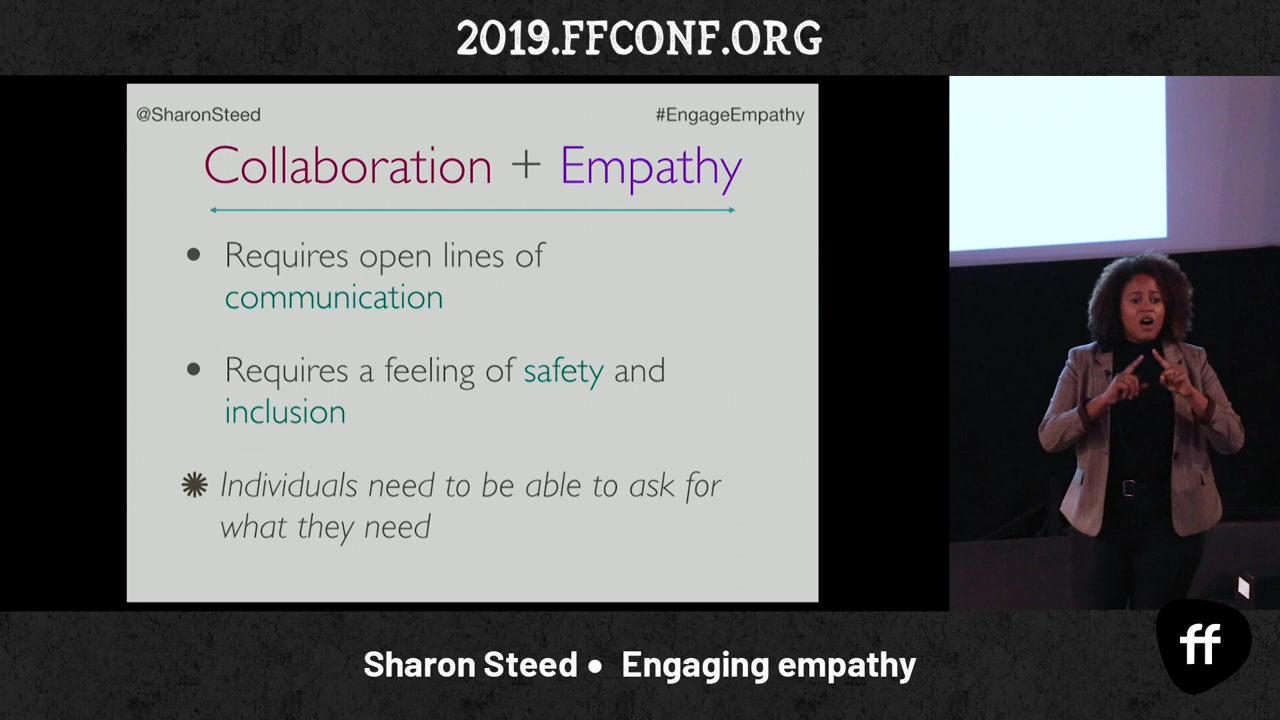 2019.FFCONF.ORG
@SharonSteed
#EngageEmpathy
Collaboration + Empathy
• Requires open lines of
communication
• Requires a feeling of safety and
inclusion
✺ Individuals need to be able to ask for
what they need
Sharon Steed • Engaging empathy
ff